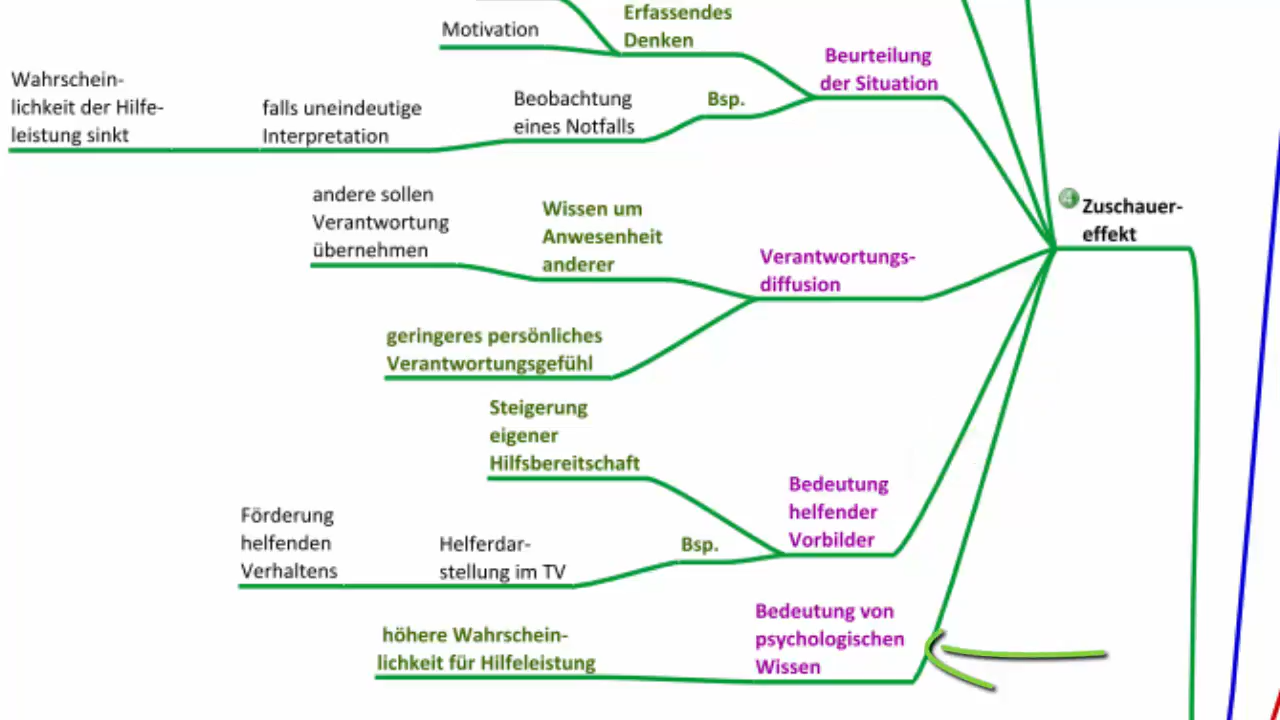 Erfassendes
Denken
Motivation
Beurteilung
der Situation
Bsp.
Beobachtung
eines Notfalls
falls uneindeutige
Interpretation
Wahrschein-
lichkeit der Hilfe-
leistung sinkt
4
Zuschauer-
effekt
Verantwortungs-
diffusion
Wissen um
Anwesenheit
anderer
andere sollen
Verantwortung
übernehmen
geringeres persönliches
Verantwortungsgefühl
Bedeutung
helfender
Vorbilder
Steigerung
eigener
Hilfsbereitschaft
Bsp.
Helferdar-
stellung im TV
Förderung
helfenden
Verhaltens
Bedeutung von
psychologischen
Wissen
höhere Wahrschein-
lichkeit für Hilfeleistung